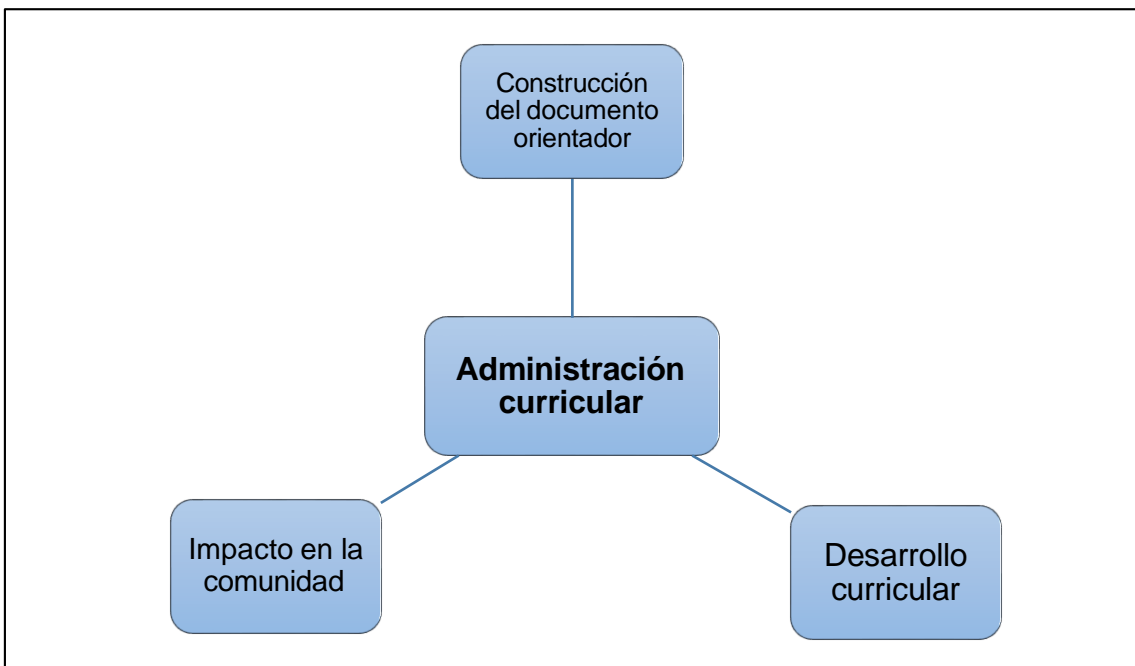 Construcción
del documento
orientador
Administración
curricular
Impacto en la
comunidad
Desarrollo
curricular